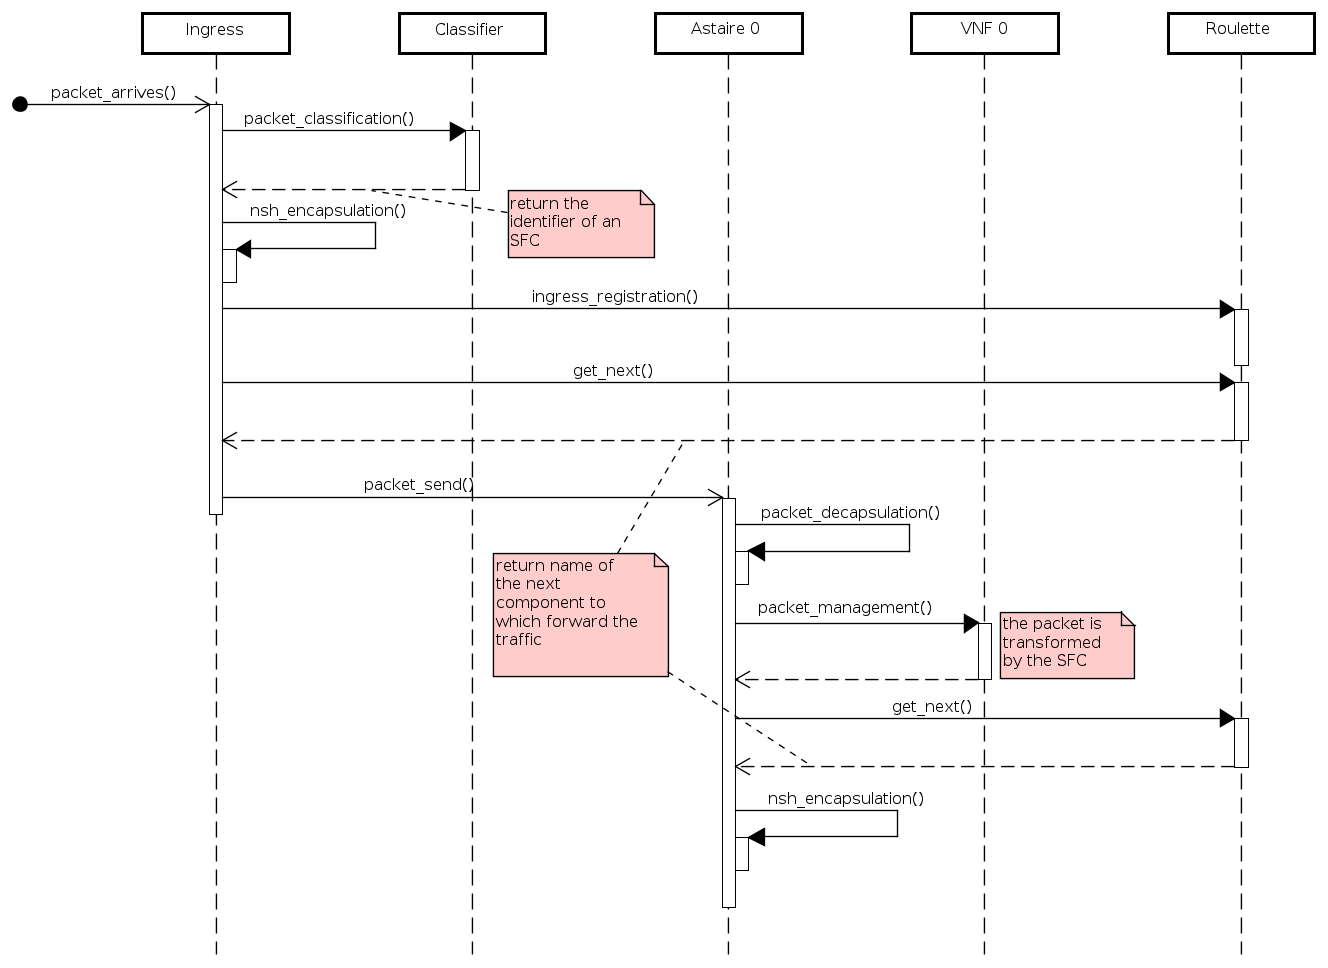 Ingress
Classifier
Astaire 0
VNF 0
Roulette
packet_arrives()
packet_classification()
return the
identifier of an
SFC
nsh_encapsulation()
ingress_registration()
get_next()
packet_send()
packet_decapsulation()
return name of
the next
component to
which forward the
traffic
packet_management()
the packet is
transformed
by the SFC
get_next()
nsh_encapsulation()